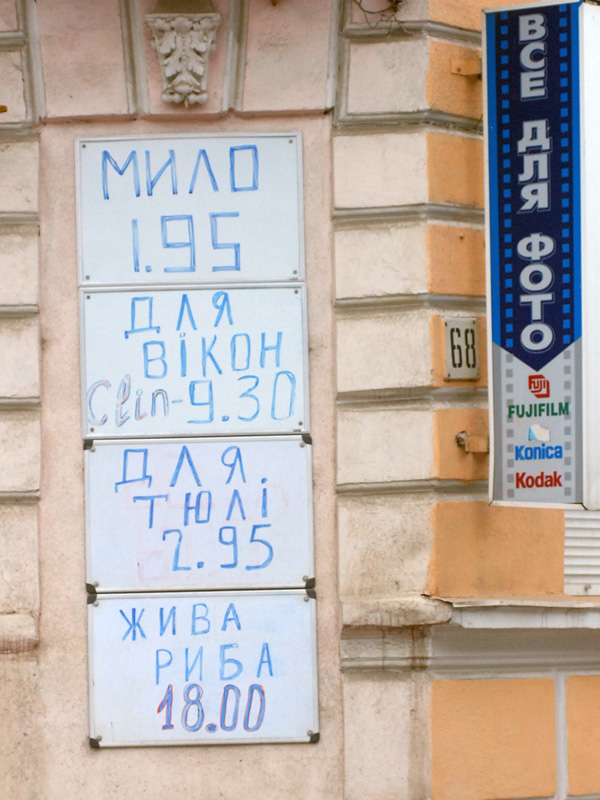 МИЛО
1.95
ДЛЯ
ВІКОН
Clin-9.30
ДЛЯ
ТЮЛІ
2.95
ЖИВА
РИБА
18.00
68
ВСЕ ДЛЯ ФОТО
FUJI
FUJIFILM
Konica
Kodak